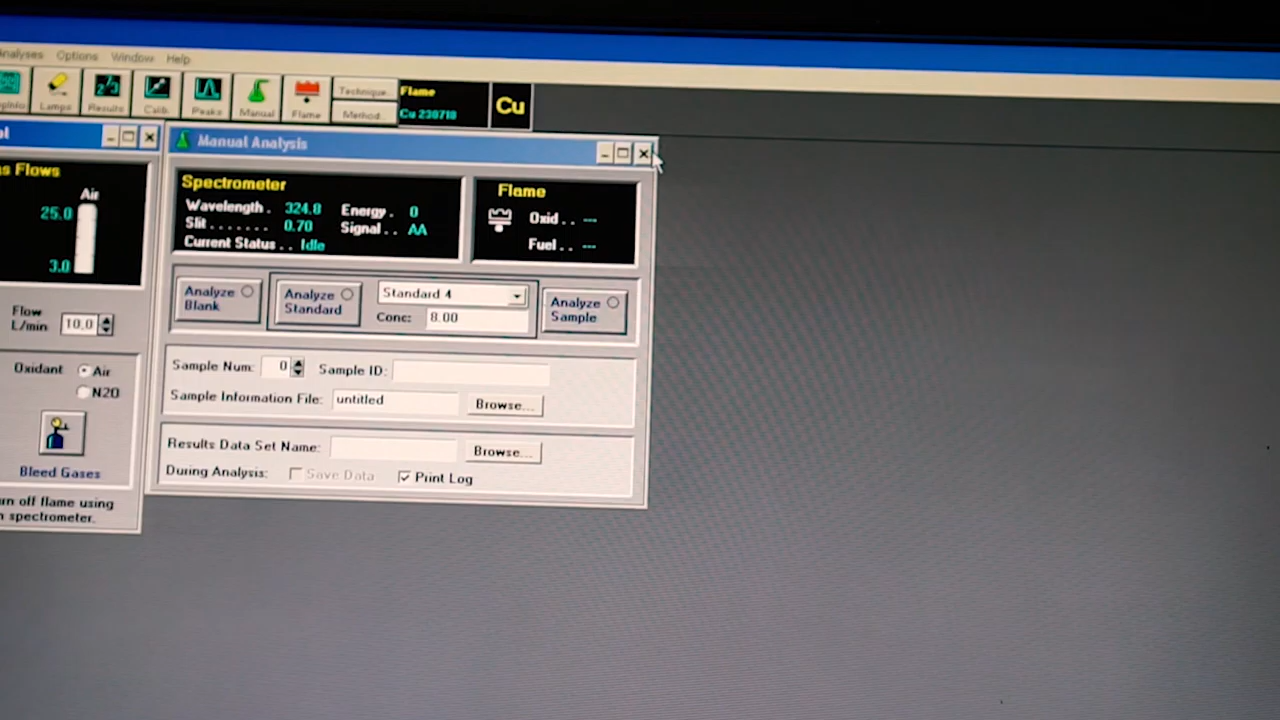 Analyses Options Window Help
Lamps Results Calib. Peaks Manual Flame Technique..
Method..
Flame
Cu 230718
Cu
Manual Analysis
Flows
Air
25.0
3.0
Flow
L/min 10.0
Oxidant Air
N2O
Bleed Gases
off flame using
spectrometer.
Spectrometer
Wavelength . 324.8 Energy . 0
Slit . . . . . . . 0.70 Signal . . AA
Current Status . . Idle
Flame
Oxid . . ---
Fuel . . ---
Analyze
Blank
Analyze
Standard
Standard 4
Conc: 8.00
Analyze
Sample
Sample Num: 0 Sample ID:
Sample Information File: untitled Browse...
Results Data Set Name: Browse...
During Analysis: Save Data Print Log